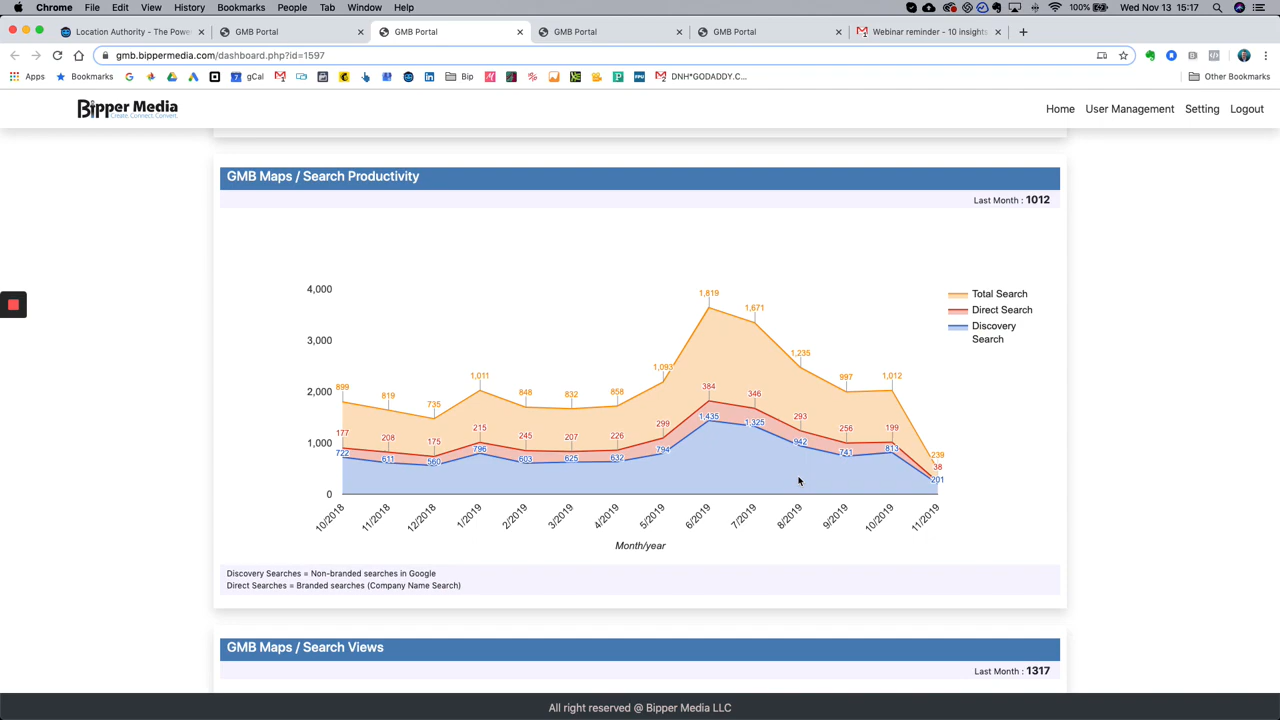 Chrome File Edit View History Bookmarks People Tab Window Help 100% Wed Nov 13 15:17
Location Authority - The Powe
GMB Portal
GMB Portal
GMB Portal
GMB Portal
Webinar reminder - 10 insights
gmb.bippermedia.com/dashboard.php?id=1597
Apps Bookmarks gCal Bip DNH*GODADDY.C... Other Bookmarks
Bipper Media
Create. Connect. Convert.
Home User Management Setting Logout
GMB Maps / Search Productivity
Last Month : 1012
4,000
3,000
2,000
1,000
0
899 819 735 1,011 848 832 858 1,093 1,819 1,671 1,235 997 1,012 239
177 208 175 215 245 207 226 299 384 346 293 256 199 38
722 611 560 796 603 625 632 794 1,435 1,325 942 741 813 201
Total Search
Direct Search
Discovery
Search
10/2018 11/2018 12/2018 1/2019 2/2019 3/2019 4/2019 5/2019 6/2019 7/2019 8/2019 9/2019 10/2019 11/2019
Month/year
Discovery Searches = Non-branded searches in Google
Direct Searches = Branded searches (Company Name Search)
GMB Maps / Search Views
Last Month : 1317
All right reserved @ Bipper Media LLC